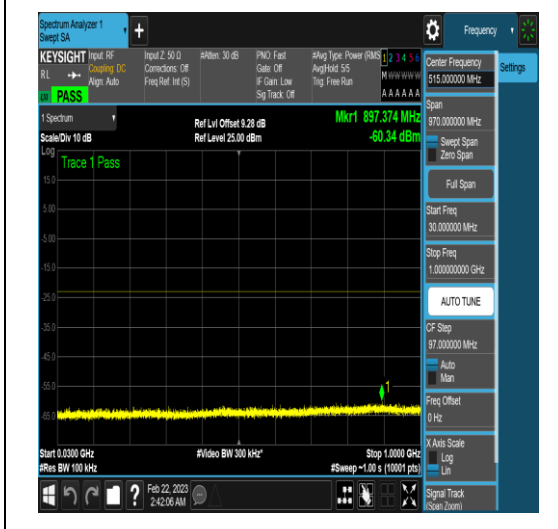 Spectrum Analyzer 1
Swept SA
Frequency
KEYSIGHT
RL
PASS
Input: RF
Coupling: DC
Align: Auto
Input Z: 50 Ω
Corrections: Off
Freq Ref: Int (S)
#Atten: 30 dB
PNO: Fast
Gate: Off
IF Gain: Low
Sig Track: Off
#Avg Type: Power (RMS)
Avg|Hold: 5/5
Trig: Free Run
1 2 3 4 5 6
M W W W W W
A A A A A A
1 Spectrum
Scale/Div 10 dB
Ref Lvl Offset 9.28 dB
Ref Level 25.00 dBm
Mkr1 897.374 MHz
-60.34 dBm
Log
Trace 1 Pass
15.0
5.00
-5.00
-15.0
-25.0
-35.0
-45.0
-55.0
-65.0
1
Start 0.0300 GHz
#Res BW 100 kHz
#Video BW 300 kHz*
Stop 1.0000 GHz
#Sweep ~1.00 s (10001 pts)
Feb 22, 2023
2:42:06 AM
Center Frequency
515.000000 MHz
Span
970.000000 MHz
Swept Span
Zero Span
Full Span
Start Freq
30.000000 MHz
Stop Freq
1.000000000 GHz
AUTO TUNE
CF Step
97.000000 MHz
Auto
Man
Freq Offset
0 Hz
X Axis Scale
Log
Lin
Signal Track
(Span Zoom)
Settings